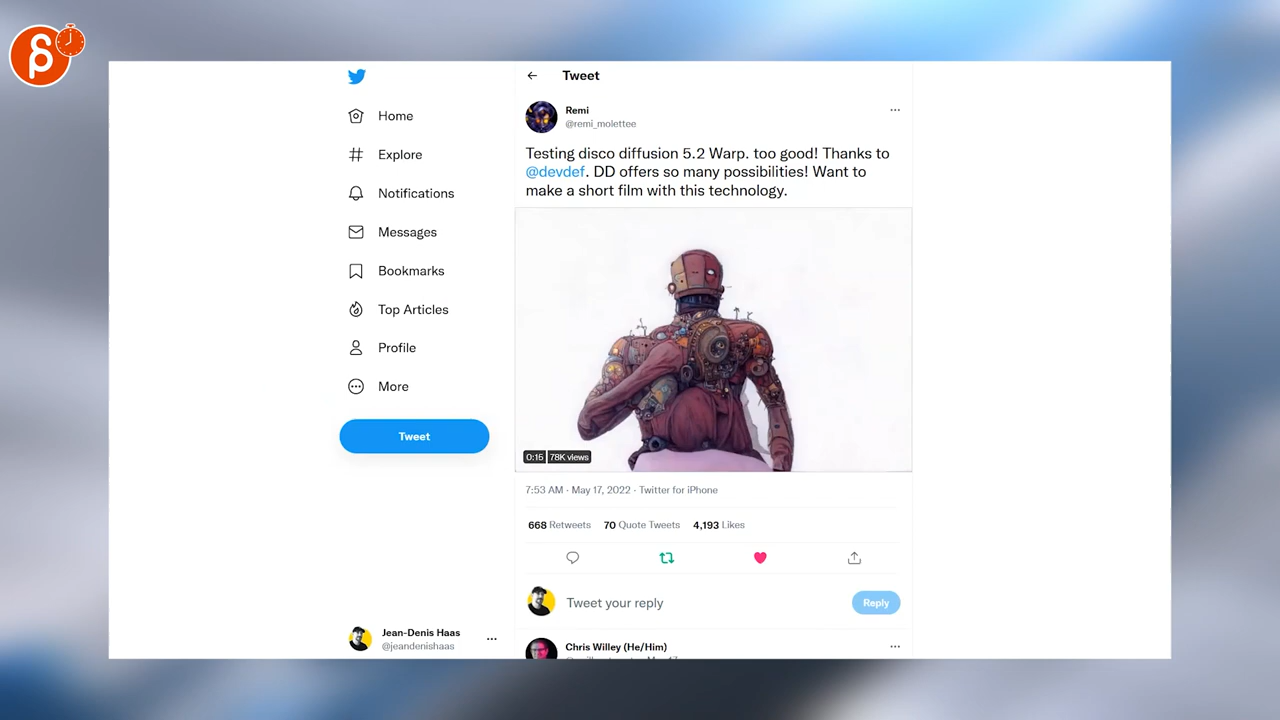 Tweet
Home
Explore
Notifications
Messages
Bookmarks
Top Articles
Profile
More
Tweet
Jean-Denis Haas
@jeandenishaas
Remi
@remi_molettee
Testing disco diffusion 5.2 Warp. too good! Thanks to
@devdef. DD offers so many possibilities! Want to
make a short film with this technology.
0:15 78K views
7:53 AM · May 17, 2022 · Twitter for iPhone
668 Retweets 70 Quote Tweets 4,193 Likes
Tweet your reply
Reply
Chris Willey (He/Him)